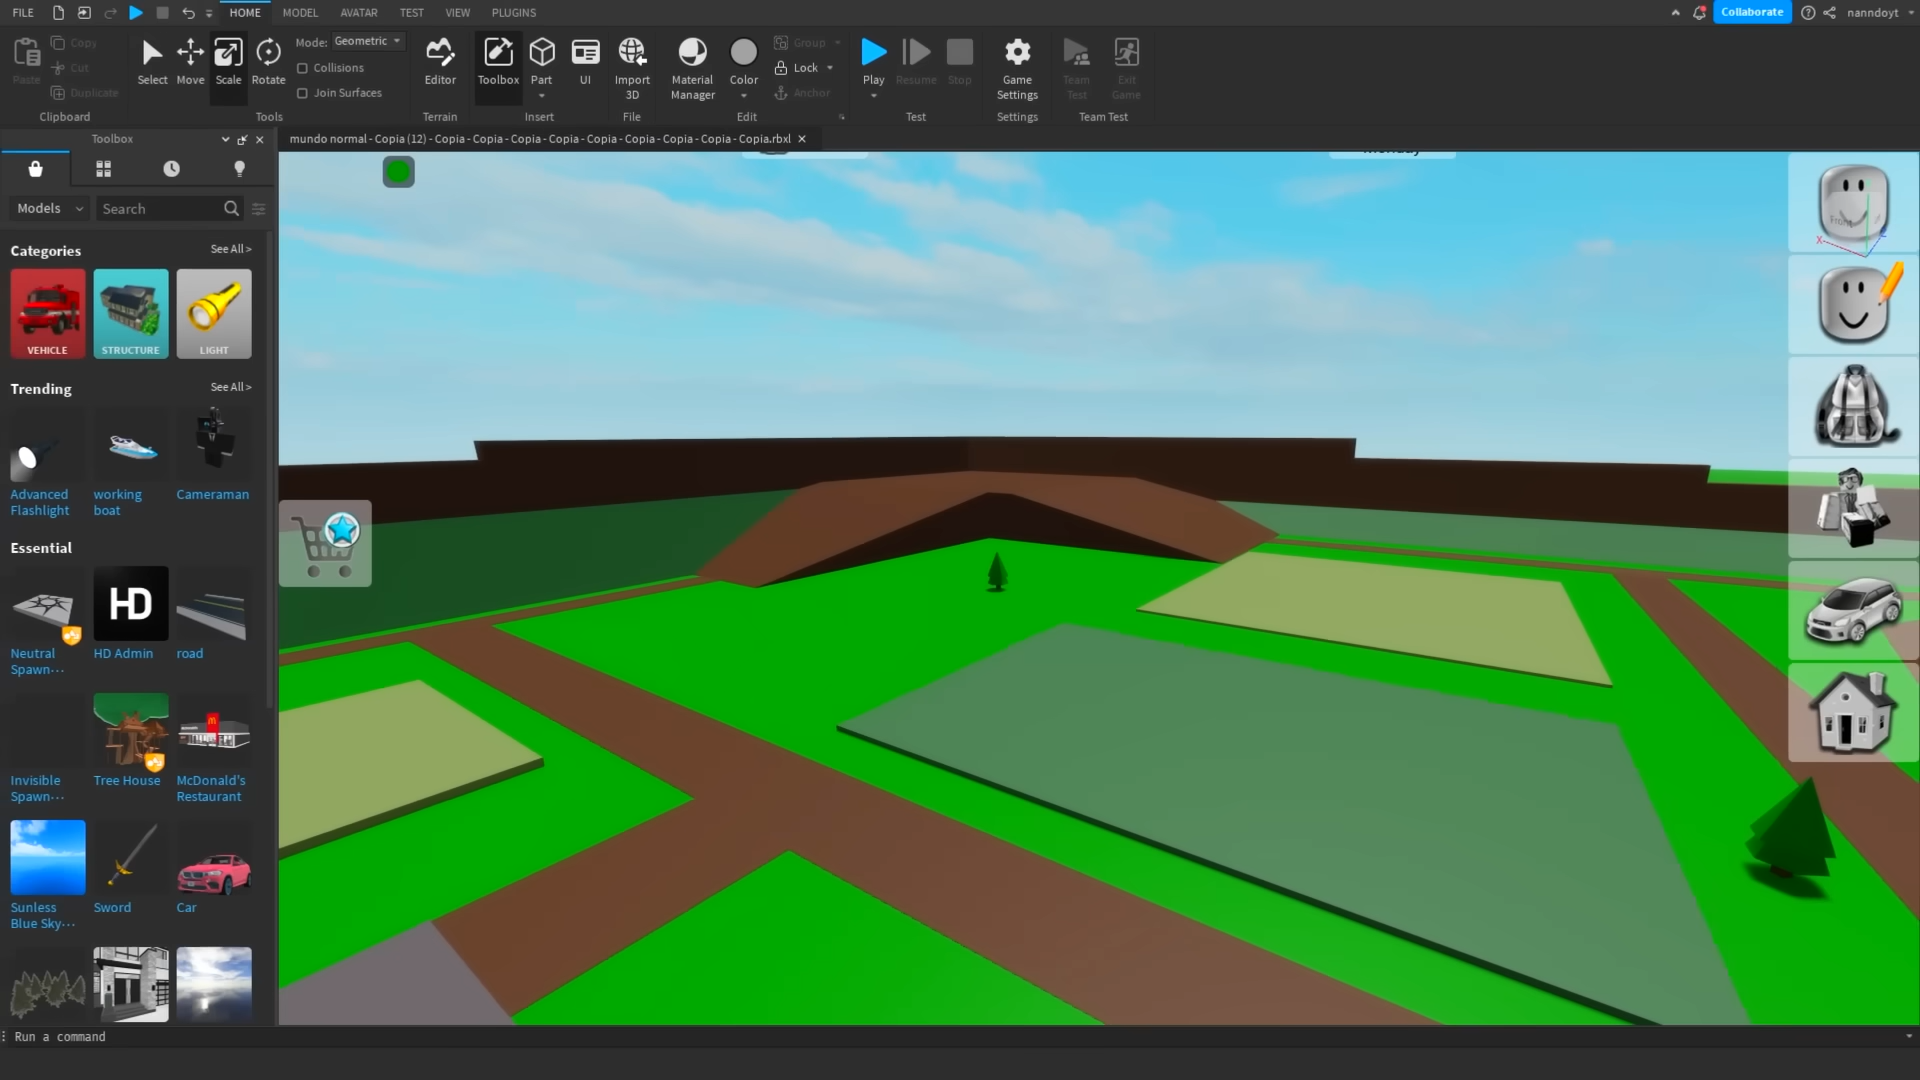 FILE
HOME
MODEL
AVATAR
TEST
VIEW
PLUGINS
Collaborate
nanndoyt
Paste
Copy
Cut
Duplicate
Clipboard
Select
Move
Scale
Rotate
Mode: Geometric
Collisions
Join Surfaces
Tools
Editor
Terrain
Toolbox
Part
UI
Insert
Import
3D
File
Material
Manager
Color
Group
Lock
Anchor
Edit
Play
Resume
Stop
Test
Game
Settings
Settings
Team
Test
Exit
Game
Team Test
Toolbox
mundo normal - Copia (12) - Copia - Copia - Copia - Copia - Copia - Copia - Copia - Copia - Copia.rbxl
Models
Search
Categories
See All >
VEHICLE
STRUCTURE
LIGHT
Trending
See All >
Advanced
Flashlight
working
boat
Cameraman
Essential
HD
Neutral
Spawn...
HD Admin
road
Invisible
Spawn...
Tree House
McDonald's
Restaurant
Sunless
Blue Sky...
Sword
Car
Front
X
Z
Run a command